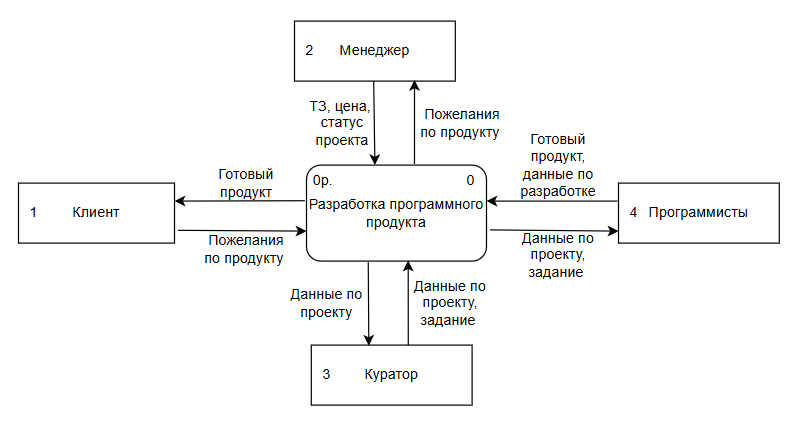 2 Менеджер
ТЗ, цена,
статус
проекта
Пожелания
по продукту
Готовый
продукт,
данные по
разработке
Готовый
продукт
0р. 0
Разработка программного
продукта
1 Клиент
4 Программисты
Пожелания
по продукту
Данные по
проекту,
задание
Данные по
проекту
Данные по
проекту,
задание
3 Куратор